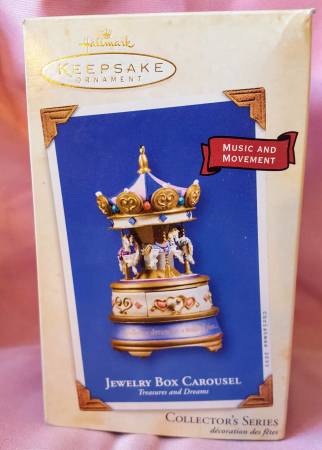 Hallmark
KEEPSAKE
ORNAMENT
MUSIC AND
MOVEMENT
JEWELRY BOX CAROUSEL
Treasures and Dreams
COLLECTOR'S SERIES
décoration des fêtes